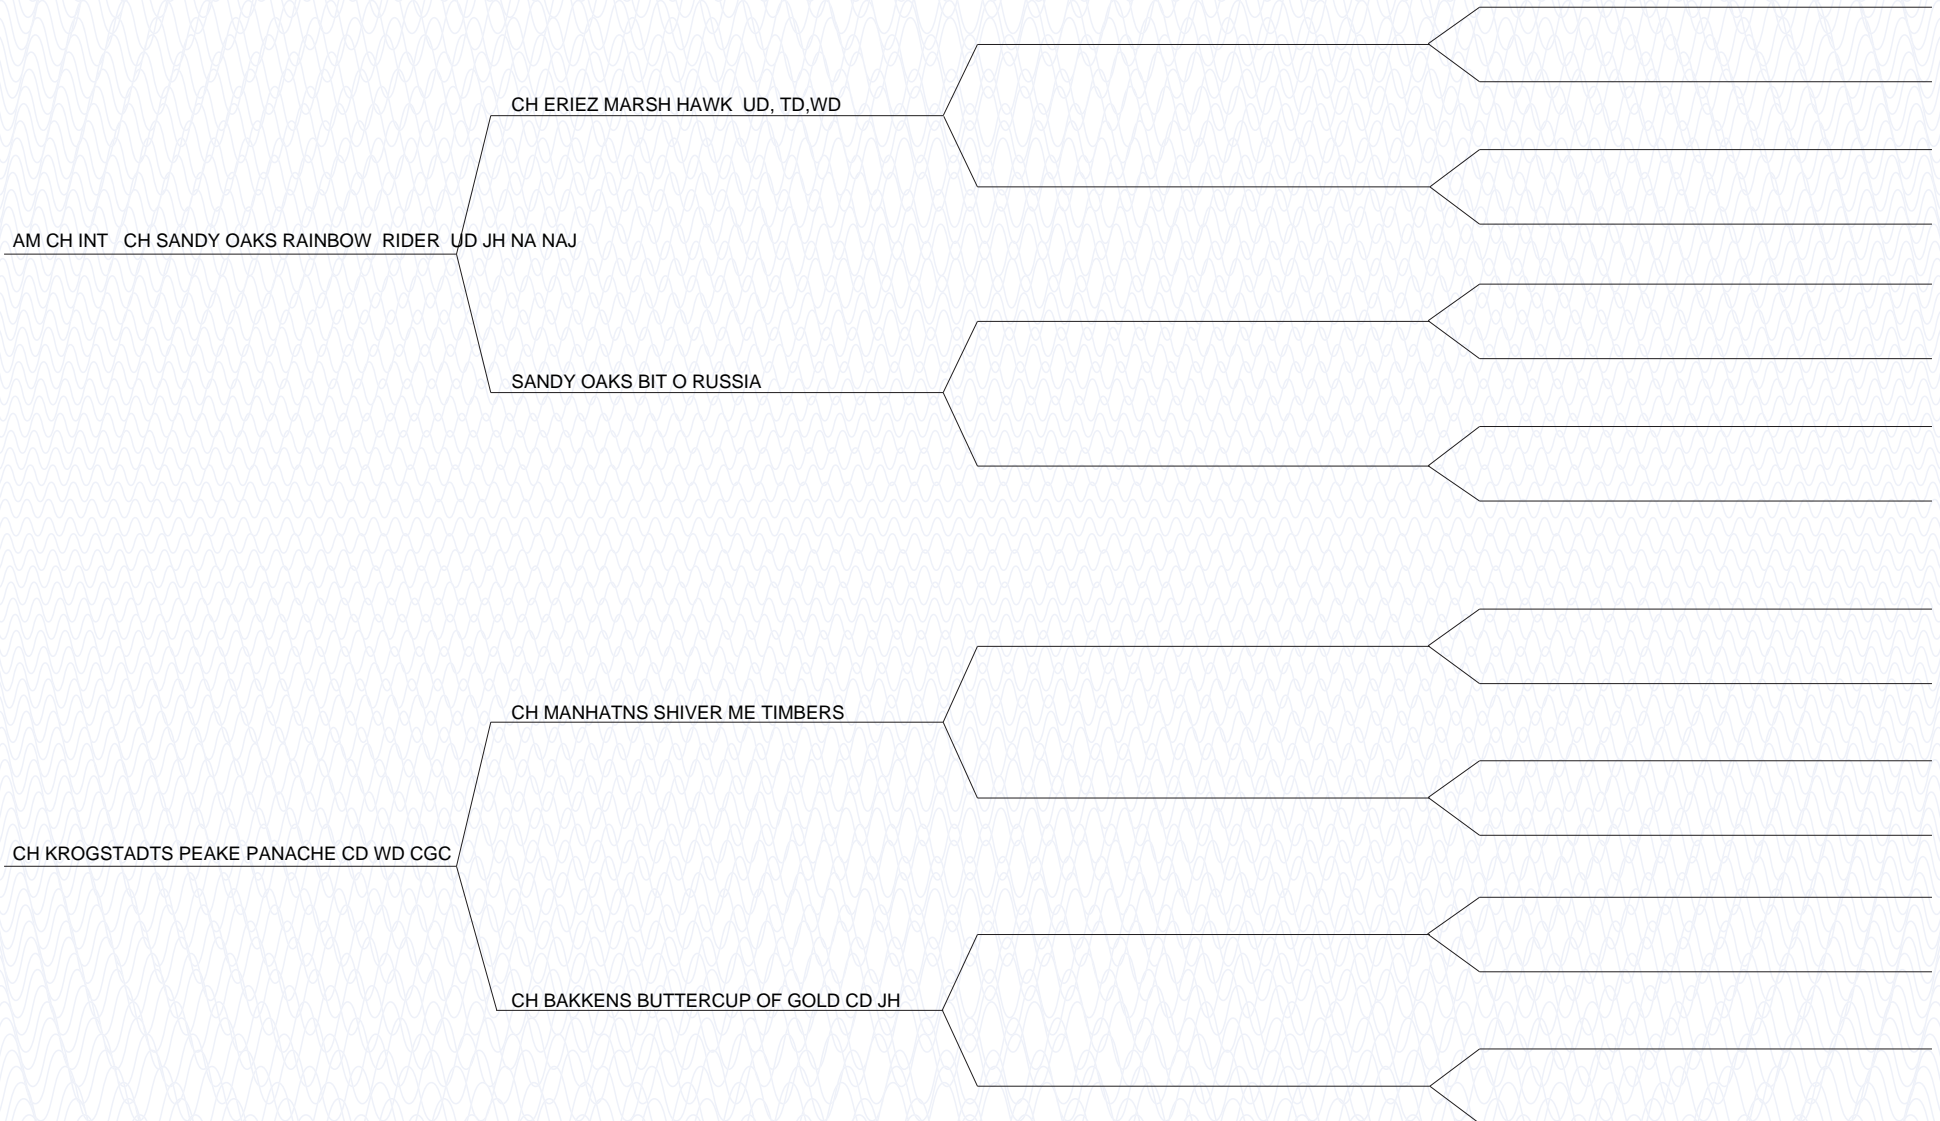 CH ERIEZ MARSH HAWK  UD, TD,WD
AM CH INT   CH SANDY OAKS RAINBOW  RIDER  UD JH NA NAJ
SANDY OAKS BIT O RUSSIA
CH MANHATNS SHIVER ME TIMBERS
CH KROGSTADTS PEAKE PANACHE CD WD CGC
CH BAKKENS BUTTERCUP OF GOLD CD JH